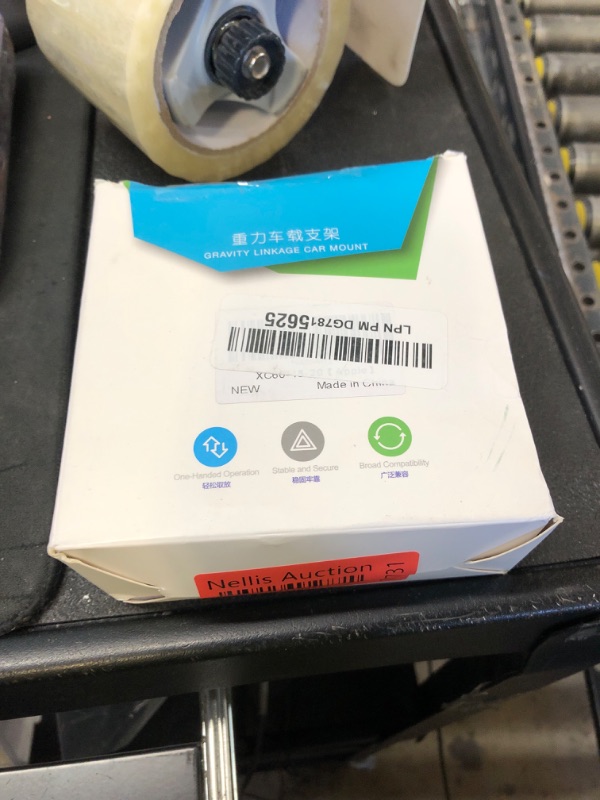 重力车载支架
GRAVITY LINKAGE CAR MOUNT
LPN PM DG7815625
NEW Made in China
One-Handed Operation
轻松取放
Stable and Secure
稳固牢靠
Broad Compatibility
广泛兼容
Nellis Auction